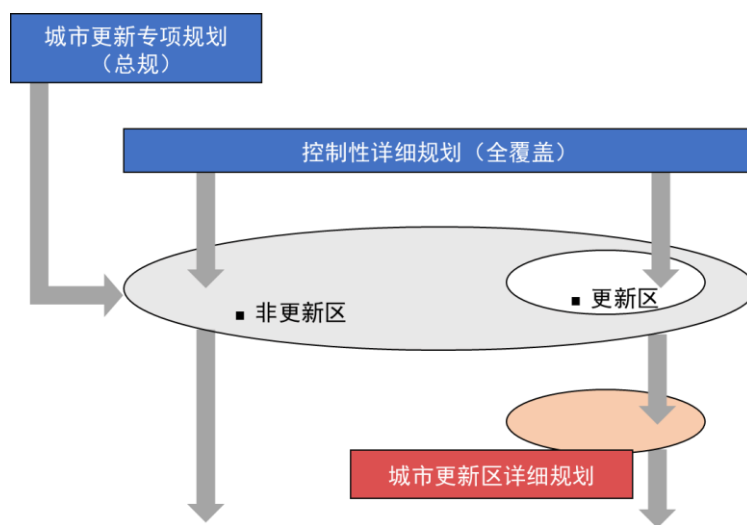 城市更新专项规划
（总规）
控制性详细规划（全覆盖）
▪ 非更新区
▪ 更新区
城市更新区详细规划